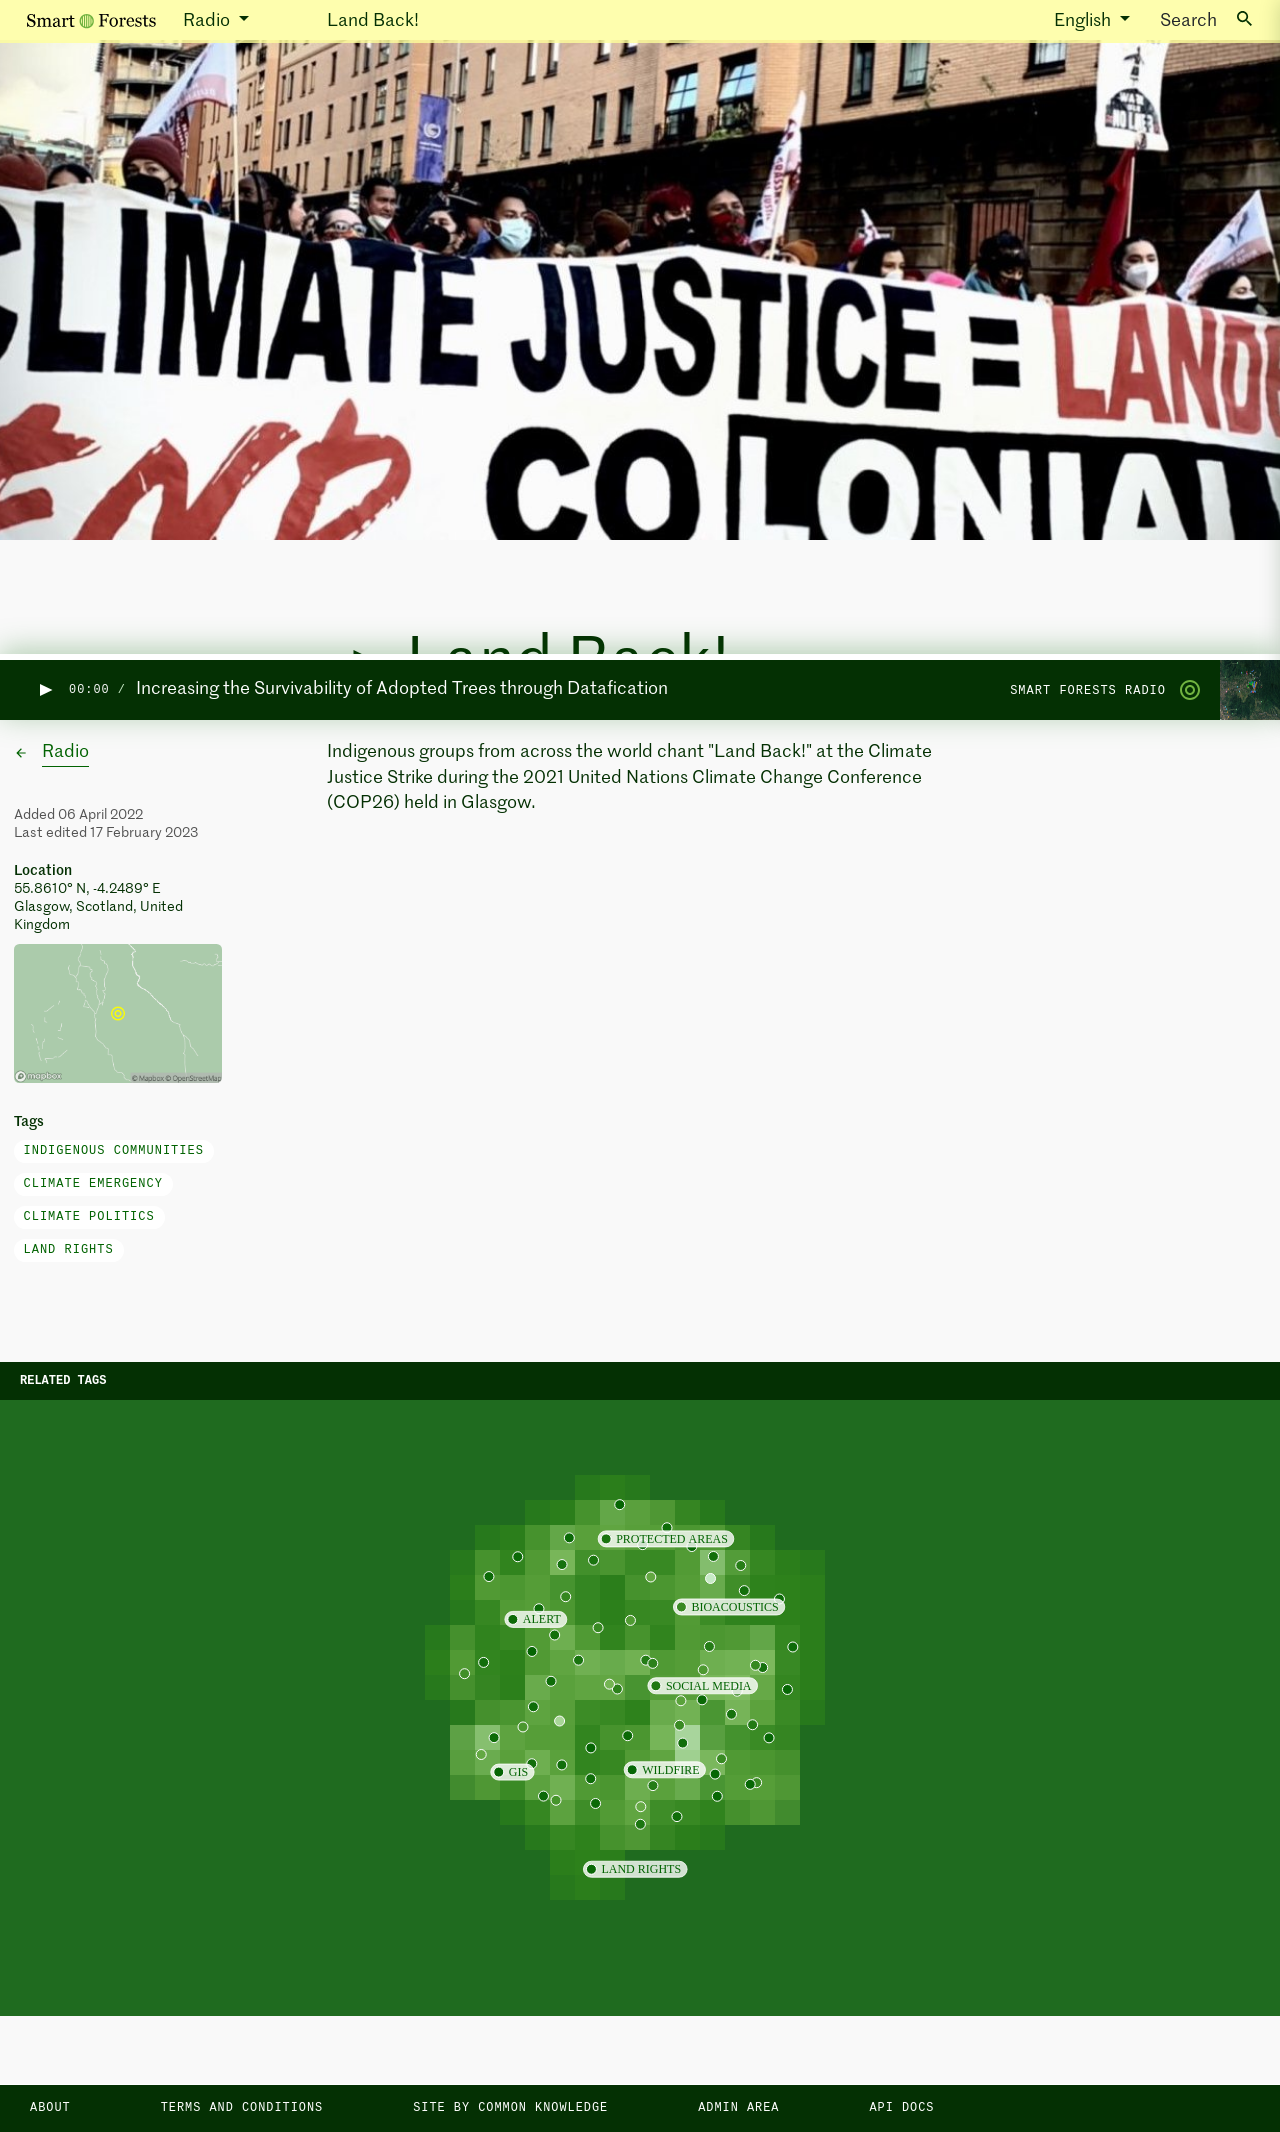 Smart Forests Radio Land Back! English Search
NO LIFE
CLIMATE JUSTICE = LAND
END COLONIAL
Land Back!
00:00 / Increasing the Survivability of Adopted Trees through Datafication SMART FORESTS RADIO
Radio
Indigenous groups from across the world chant "Land Back!" at the Climate
Justice Strike during the 2021 United Nations Climate Change Conference
(COP26) held in Glasgow.
Added 06 April 2022
Last edited 17 February 2023
Location
55.8610° N, -4.2489° E
Glasgow, Scotland, United
Kingdom
mapbox © Mapbox © OpenStreetMap
Tags
INDIGENOUS COMMUNITIES
CLIMATE EMERGENCY
CLIMATE POLITICS
LAND RIGHTS
RELATED TAGS
PROTECTED AREAS
BIOACOUSTICS
ALERT
SOCIAL MEDIA
WILDFIRE
GIS
LAND RIGHTS
ABOUT TERMS AND CONDITIONS SITE BY COMMON KNOWLEDGE ADMIN AREA API DOCS